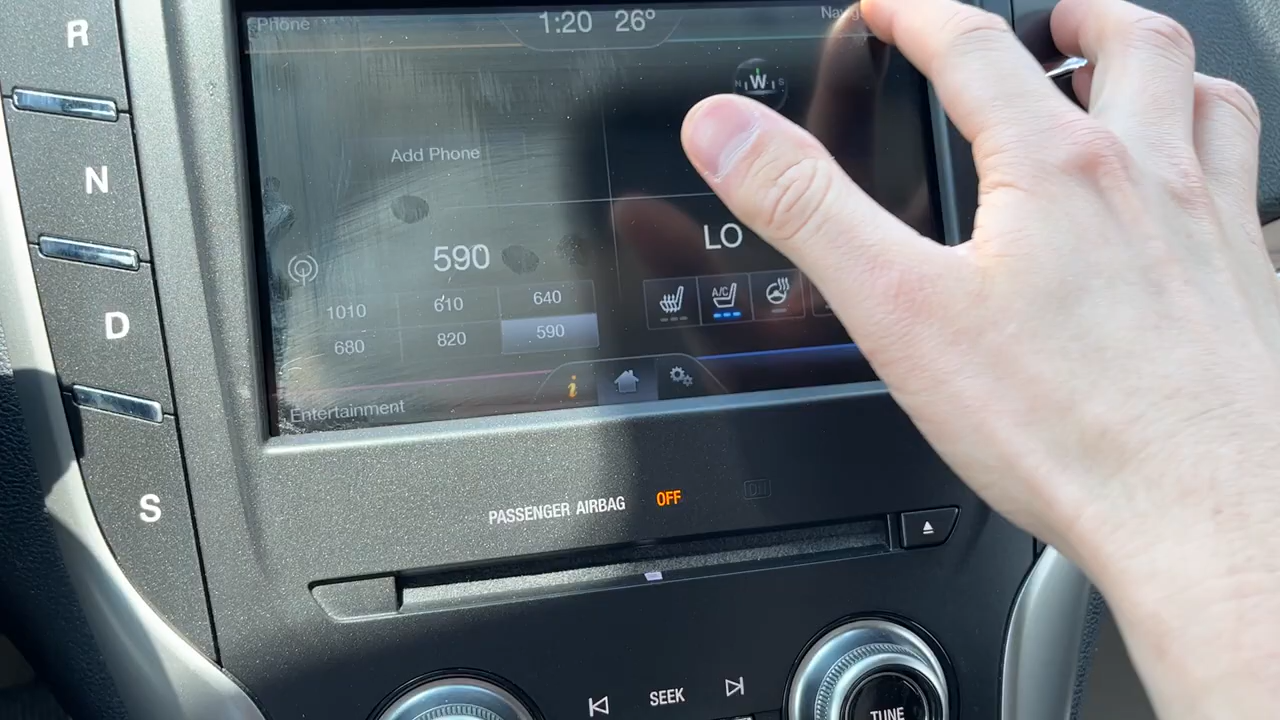 R
N
D
S
Phone
1:20 26°
N W S
Add Phone
LO
590
A/C
1010 610 640
680 820 590
i
Entertainment
PASSENGER AIRBAG OFF
SEEK
TUNE